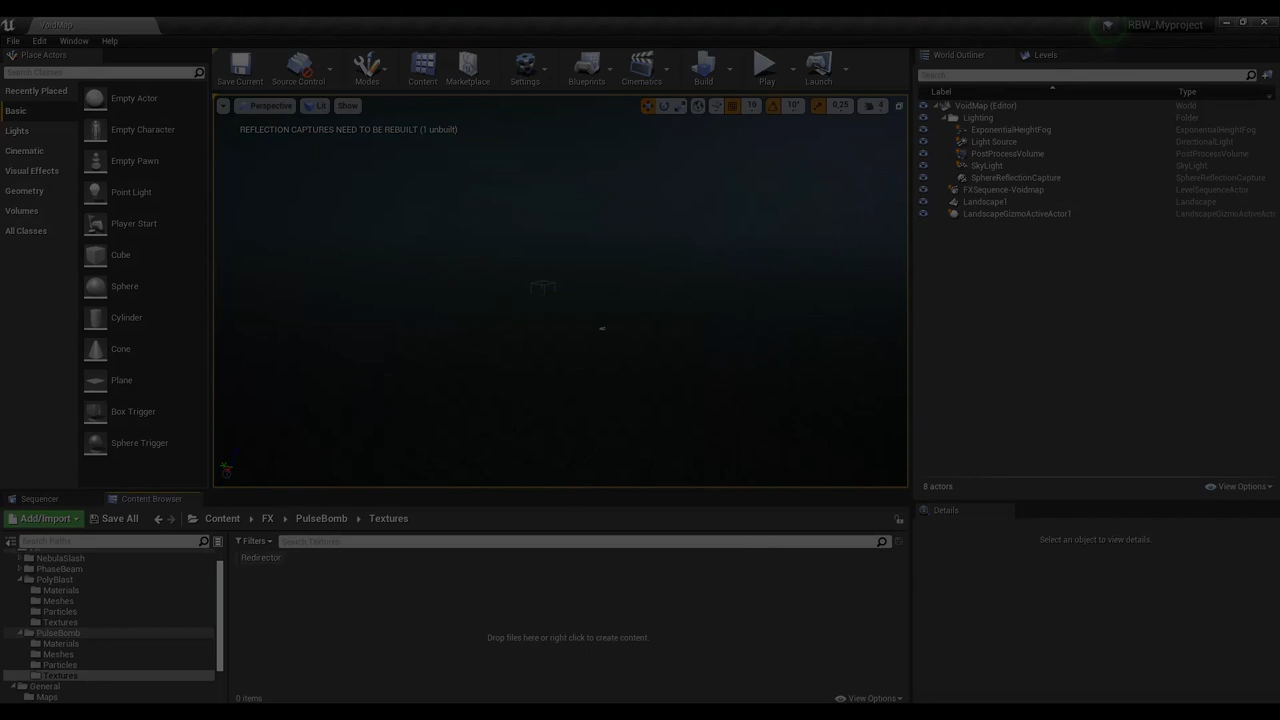 VoidMap
RBW_Myproject
File Edit Window Help
Place Actors
Search Classes
Recently Placed
Basic
Lights
Cinematic
Visual Effects
Geometry
Volumes
All Classes
Empty Actor
Empty Character
Empty Pawn
Point Light
Player Start
Cube
Sphere
Cylinder
Cone
Plane
Box Trigger
Sphere Trigger
Save Current Source Control Modes Content Marketplace Settings Blueprints Cinematics Build Play Launch
Perspective Lit Show 10 10° 0,25 4
REFLECTION CAPTURES NEED TO BE REBUILT (1 unbuilt)
World Outliner Levels
Search...
Label Type
VoidMap (Editor) World
Lighting Folder
ExponentialHeightFog ExponentialHeightFog
Light Source DirectionalLight
PostProcessVolume PostProcessVolume
SkyLight SkyLight
SphereReflectionCapture SphereReflectionCapture
FXSequence-Voidmap LevelSequenceActor
Landscape1 Landscape
LandscapeGizmoActiveActor1 LandscapeGizmoActiveActo
8 actors View Options
Details
Select an object to view details.
Sequencer Content Browser
Add/Import Save All Content FX PulseBomb Textures
Search Paths
NebulaSlash
PhaseBeam
PolyBlast
Materials
Meshes
Particles
Textures
PulseBomb
Materials
Meshes
Particles
Textures
General
Maps
Filters Search Textures
Redirector
Drop files here or right click to create content.
0 items View Options